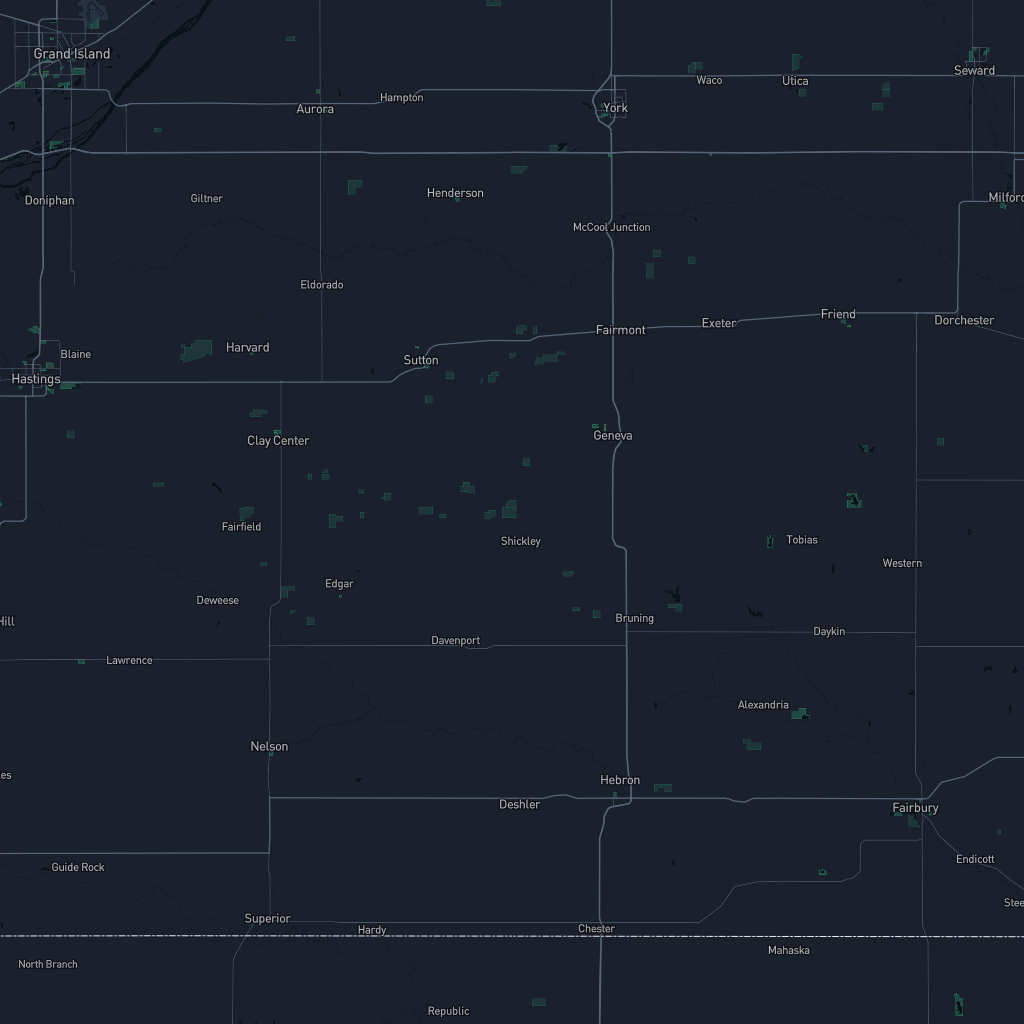 Grand Island
Seward
Waco
Utica
Hampton
Aurora
York
Henderson
Doniphan
Giltner
Milford
McCool Junction
Eldorado
Friend
Dorchester
Exeter
Fairmont
Harvard
Blaine
Sutton
Hastings
Geneva
Clay Center
Fairfield
Shickley
Tobias
Western
Edgar
Deweese
Hill
Bruning
Daykin
Davenport
Lawrence
Alexandria
Nelson
es
Hebron
Deshler
Fairbury
Endicott
Guide Rock
Stee
Superior
Hardy
Chester
Mahaska
North Branch
Republic